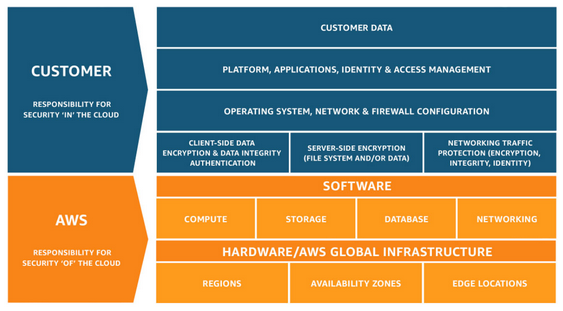 CUSTOMER
RESPONSIBILITY FOR
SECURITY ‘IN’ THE CLOUD
CUSTOMER DATA
PLATFORM, APPLICATIONS, IDENTITY & ACCESS MANAGEMENT
OPERATING SYSTEM, NETWORK & FIREWALL CONFIGURATION
CLIENT-SIDE DATA
ENCRYPTION & DATA INTEGRITY
AUTHENTICATION
SERVER-SIDE ENCRYPTION
(FILE SYSTEM AND/OR DATA)
NETWORKING TRAFFIC
PROTECTION (ENCRYPTION,
INTEGRITY, IDENTITY)
AWS
RESPONSIBILITY FOR
SECURITY ‘OF’ THE CLOUD
SOFTWARE
COMPUTE
STORAGE
DATABASE
NETWORKING
HARDWARE/AWS GLOBAL INFRASTRUCTURE
REGIONS
AVAILABILITY ZONES
EDGE LOCATIONS